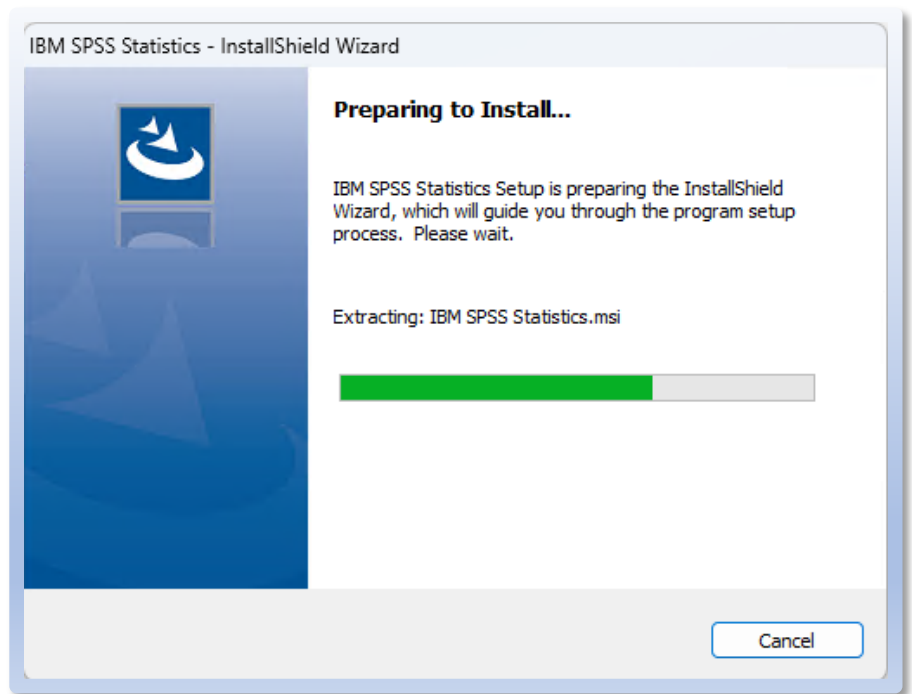 IBM SPSS Statistics - InstallShield Wizard
Preparing to Install...
IBM SPSS Statistics Setup is preparing the InstallShield
Wizard, which will guide you through the program setup
process.  Please wait.
Extracting: IBM SPSS Statistics.msi
Cancel